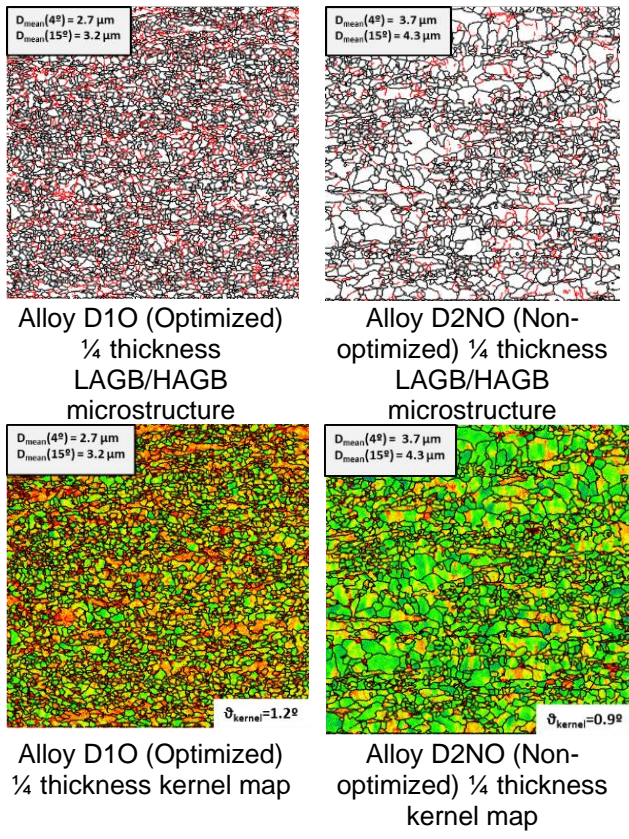 Dmean(4º) = 2.7 µm
Dmean(15º) = 3.2 µm
Dmean(4º) = 3.7 µm
Dmean(15º) = 4.3 µm
Alloy D1O (Optimized)
¼ thickness
LAGB/HAGB
microstructure
Alloy D2NO (Non-
optimized) ¼ thickness
LAGB/HAGB
microstructure
Dmean(4º) = 2.7 µm
Dmean(15º) = 3.2 µm
ϑkernel=1.2º
Dmean(4º) = 3.7 µm
Dmean(15º) = 4.3 µm
ϑkernel=0.9º
Alloy D1O (Optimized)
¼ thickness kernel map
Alloy D2NO (Non-
optimized) ¼ thickness
kernel map